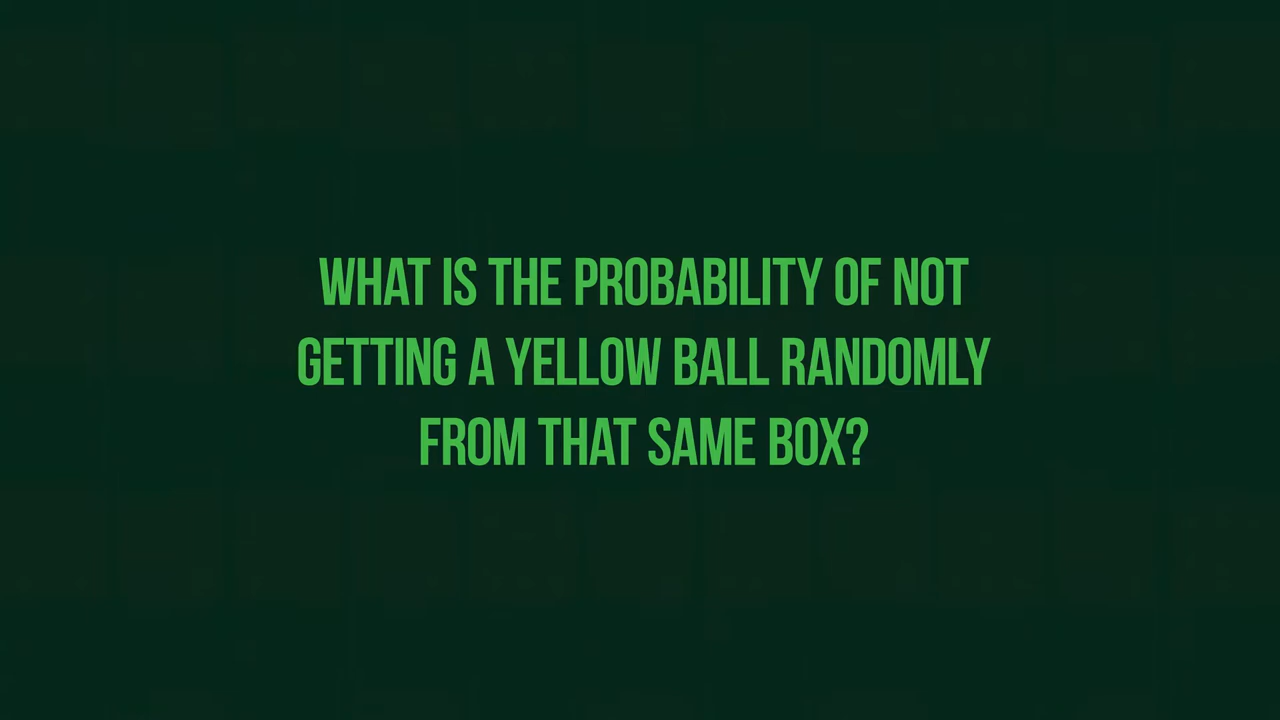 WHAT IS THE PROBABILITY OF NOT
GETTING A YELLOW BALL RANDOMLY
FROM THAT SAME BOX?